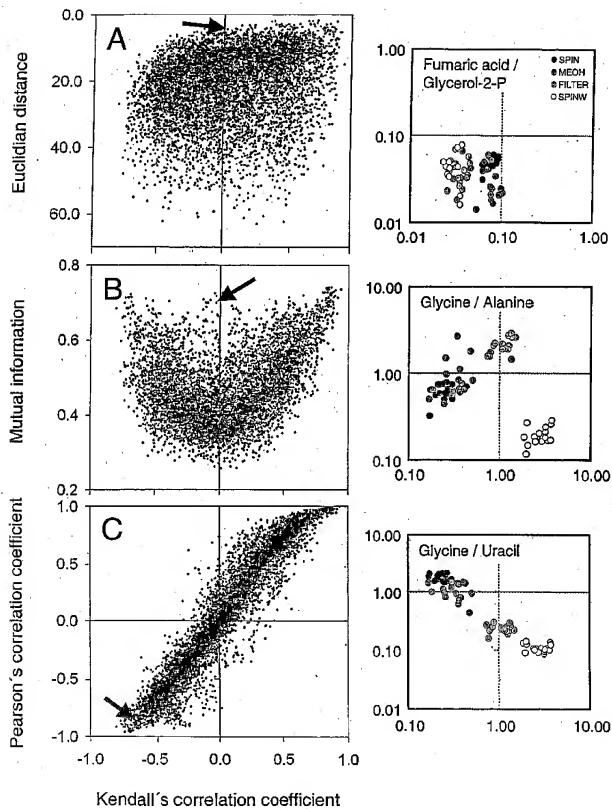 A
Euclidian distance
0.0
20.0
40.0
60.0
Fumaric acid /
Glycerol-2-P
SPIN
MEOH
FILTER
SPINW
1.00
0.10
0.01
0.01
0.10
1.00
B
Mutual information
0.8
0.6
0.4
0.2
Glycine / Alanine
10.00
1.00
0.10
0.10
1.00
10.00
C
Pearson´s correlation coefficient
1.0
0.5
0.0
-0.5
-1.0
-1.0
-0.5
0.0
0.5
1.0
Kendall´s correlation coefficient
Glycine / Uracil
10.00
1.00
0.10
0.01
0.10
1.00
10.00